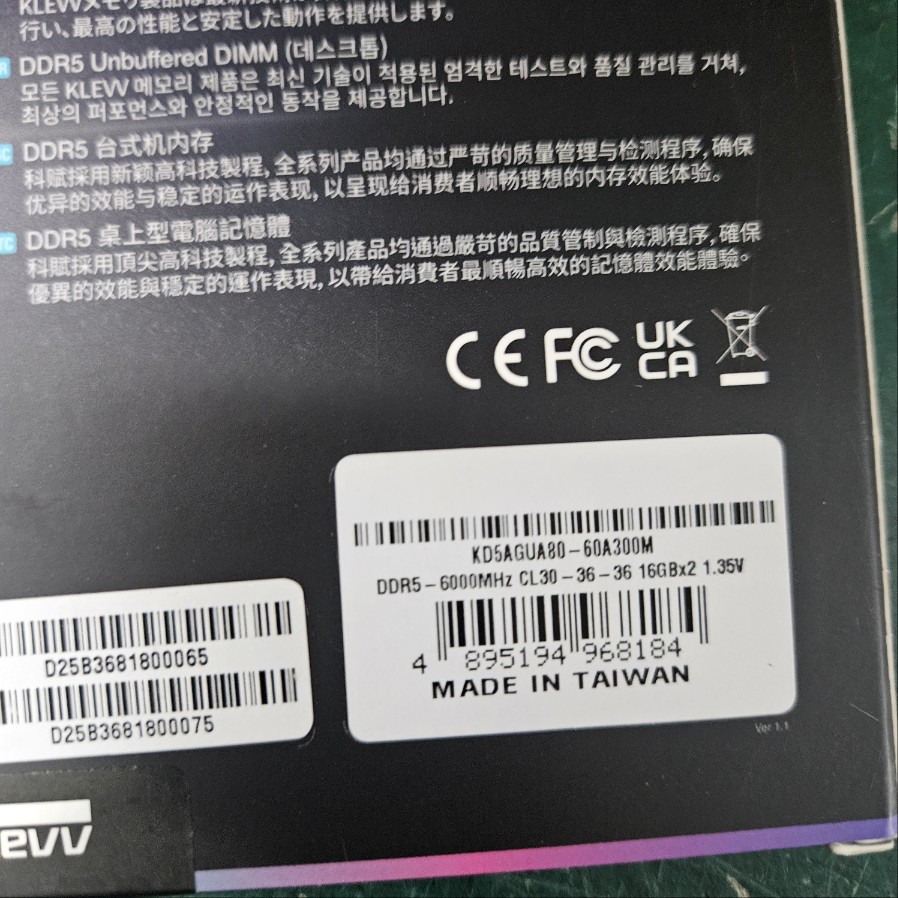 行い、最高の性能と安定した動作を提供します。
DDR5 Unbuffered DIMM (데스크톱)
모든 KLEVV 메모리 제품은 최신 기술이 적용된 엄격한 테스트와 품질 관리를 거쳐,
최상의 퍼포먼스와 안정적인 동작을 제공합니다.
SC DDR5 台式机内存
科赋採用新颖高科技製程, 全系列产品均通过严苛的质量管理与检测程序, 确保
优异的效能与稳定的运作表现, 以呈现给消费者顺畅理想的内存效能体验。
TC DDR5 桌上型電腦記憶體
科賦採用頂尖高科技製程, 全系列產品均通過嚴苛的品質管制與檢測程序, 確保
優異的效能與穩定的運作表現, 以帶給消費者最順暢高效的記憶體效能體驗。
CE FC UK
CA
KD5AGUA80-60A300M
DDR5-6000MHz CL30-36-36 16GBx2 1.35V
4 895194 968184
MADE IN TAIWAN
D25B3681800065
D25B3681800075
Ver 1.1